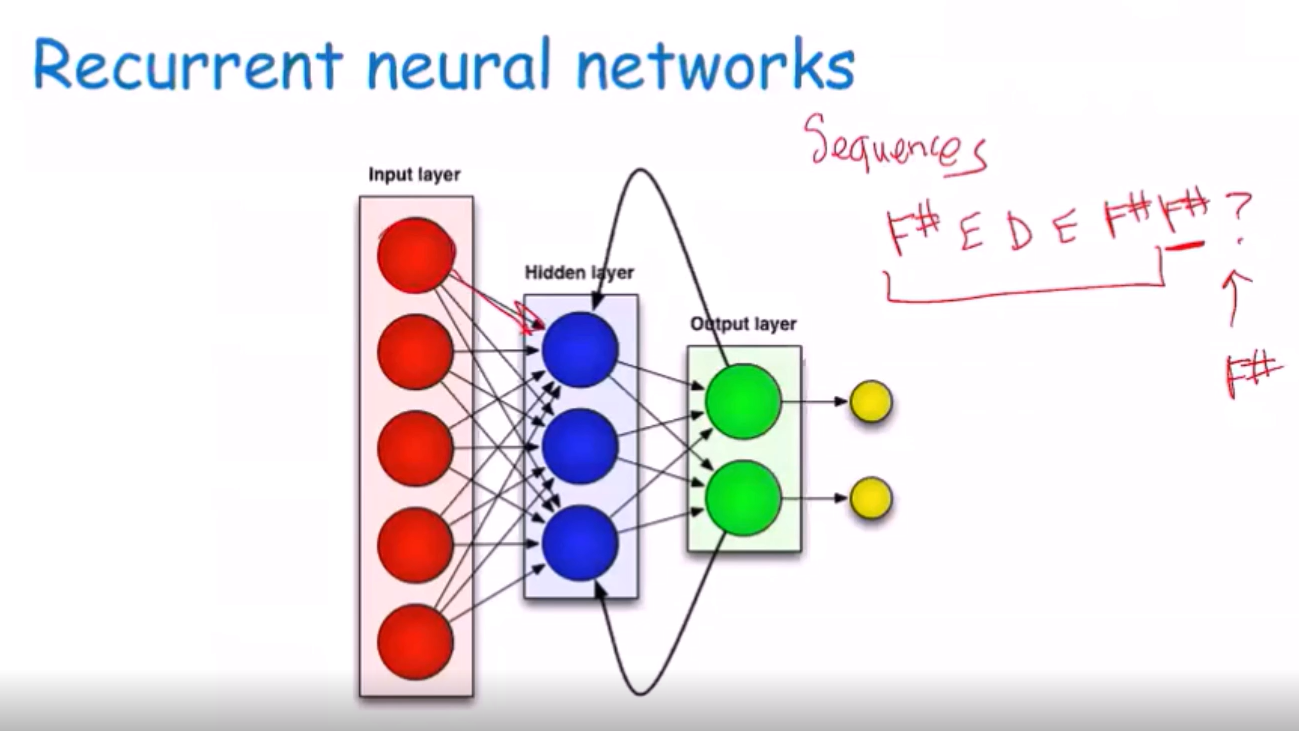 Recurrent neural networks
Sequences
Input layer
F# E D E F# F# ?
Hidden layer
Output layer
F#